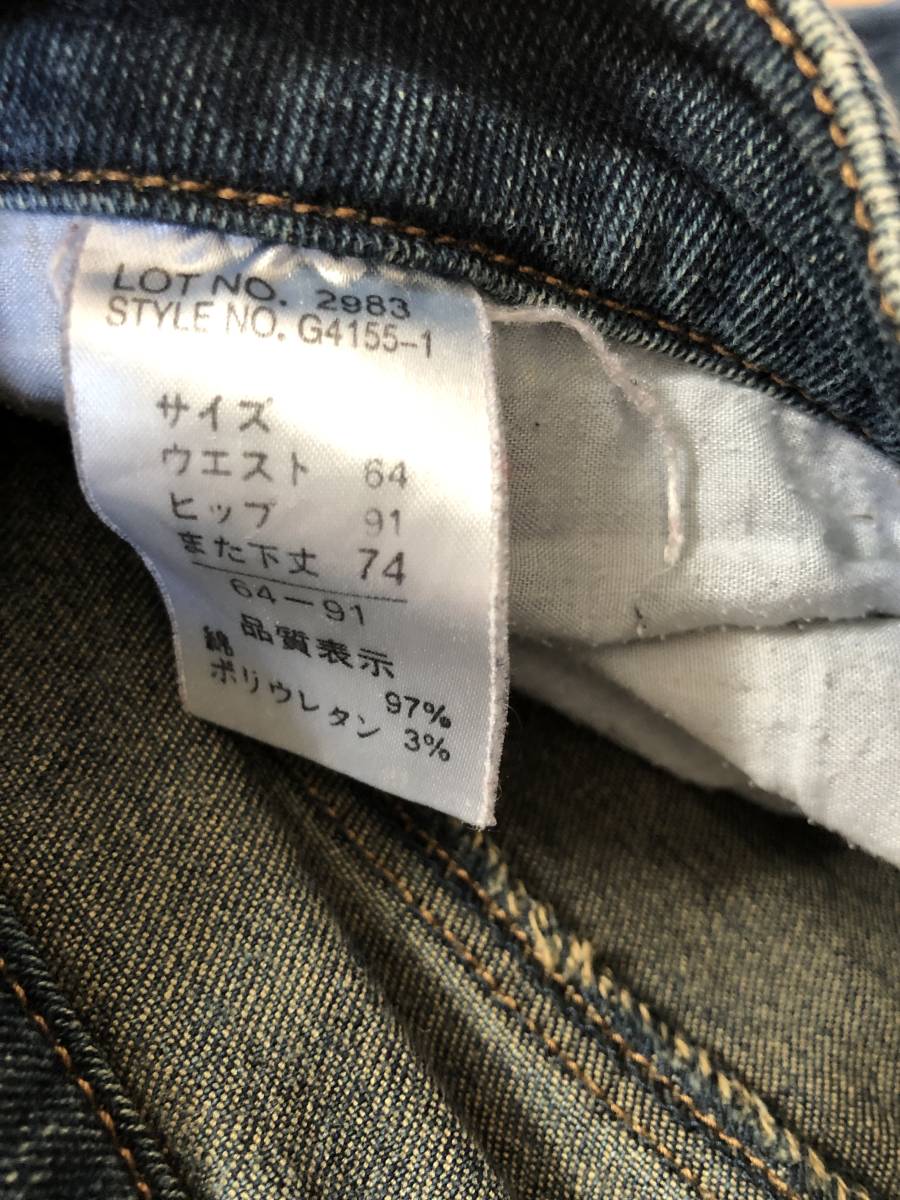 LOT NO. 2983
STYLE NO. G4155-1
サイズ
ウエスト 64
ヒップ 91
また下丈 74
64-91
品質表示
綿 97%
ポリウレタン 3%